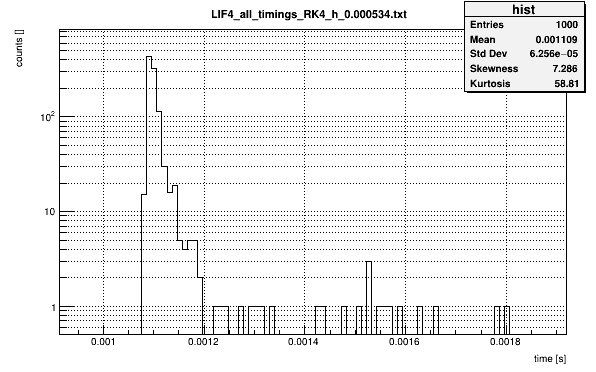 LIF4_all_timings_RK4_h_0.000534.txt
hist
Entries 1000
Mean 0.001109
Std Dev 6.256e−05
Skewness 7.286
Kurtosis 58.81
counts []
10²
10
1
0.001 0.0012 0.0014 0.0016 0.0018
time [s]